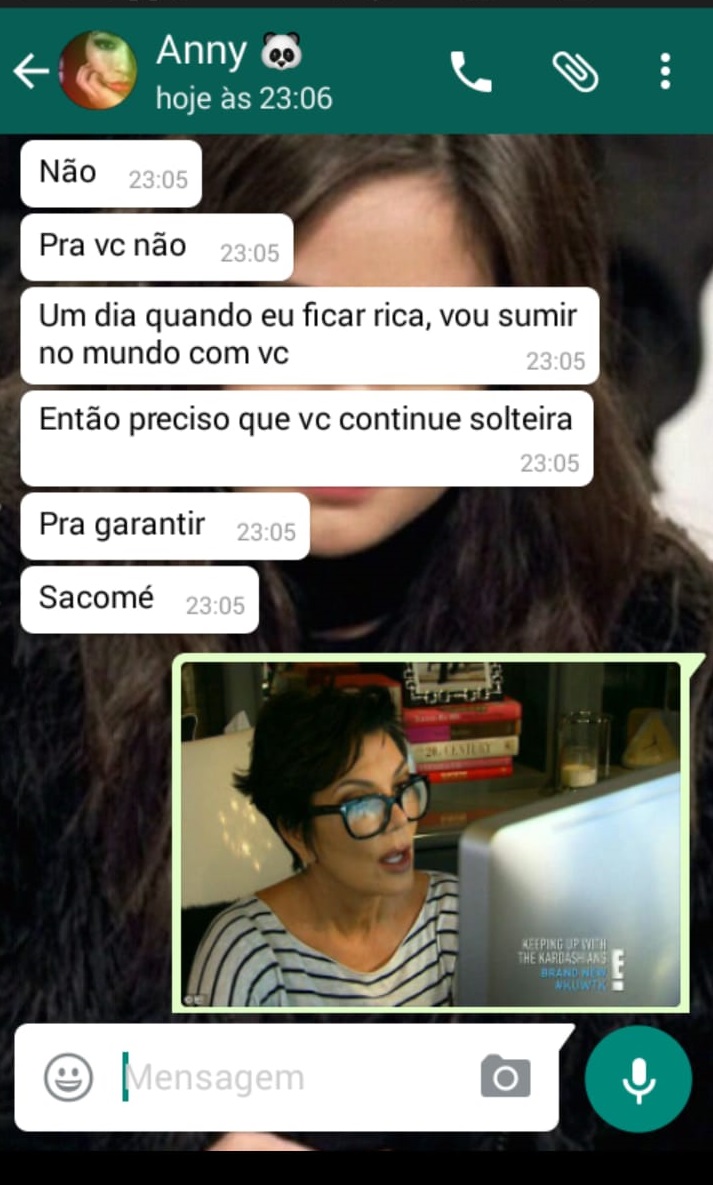 Anny 🐼
hoje às 23:06
Não 23:05
Pra vc não 23:05
Um dia quando eu ficar rica, vou sumir
no mundo com vc 23:05
Então preciso que vc continue solteira
23:05
Pra garantir 23:05
Sacomé 23:05
20th CENTURY
KEEPING UP WITH
THE KARDASHIANS
BRAND NEW
#KUWTK
E!
©E!
Mensagem